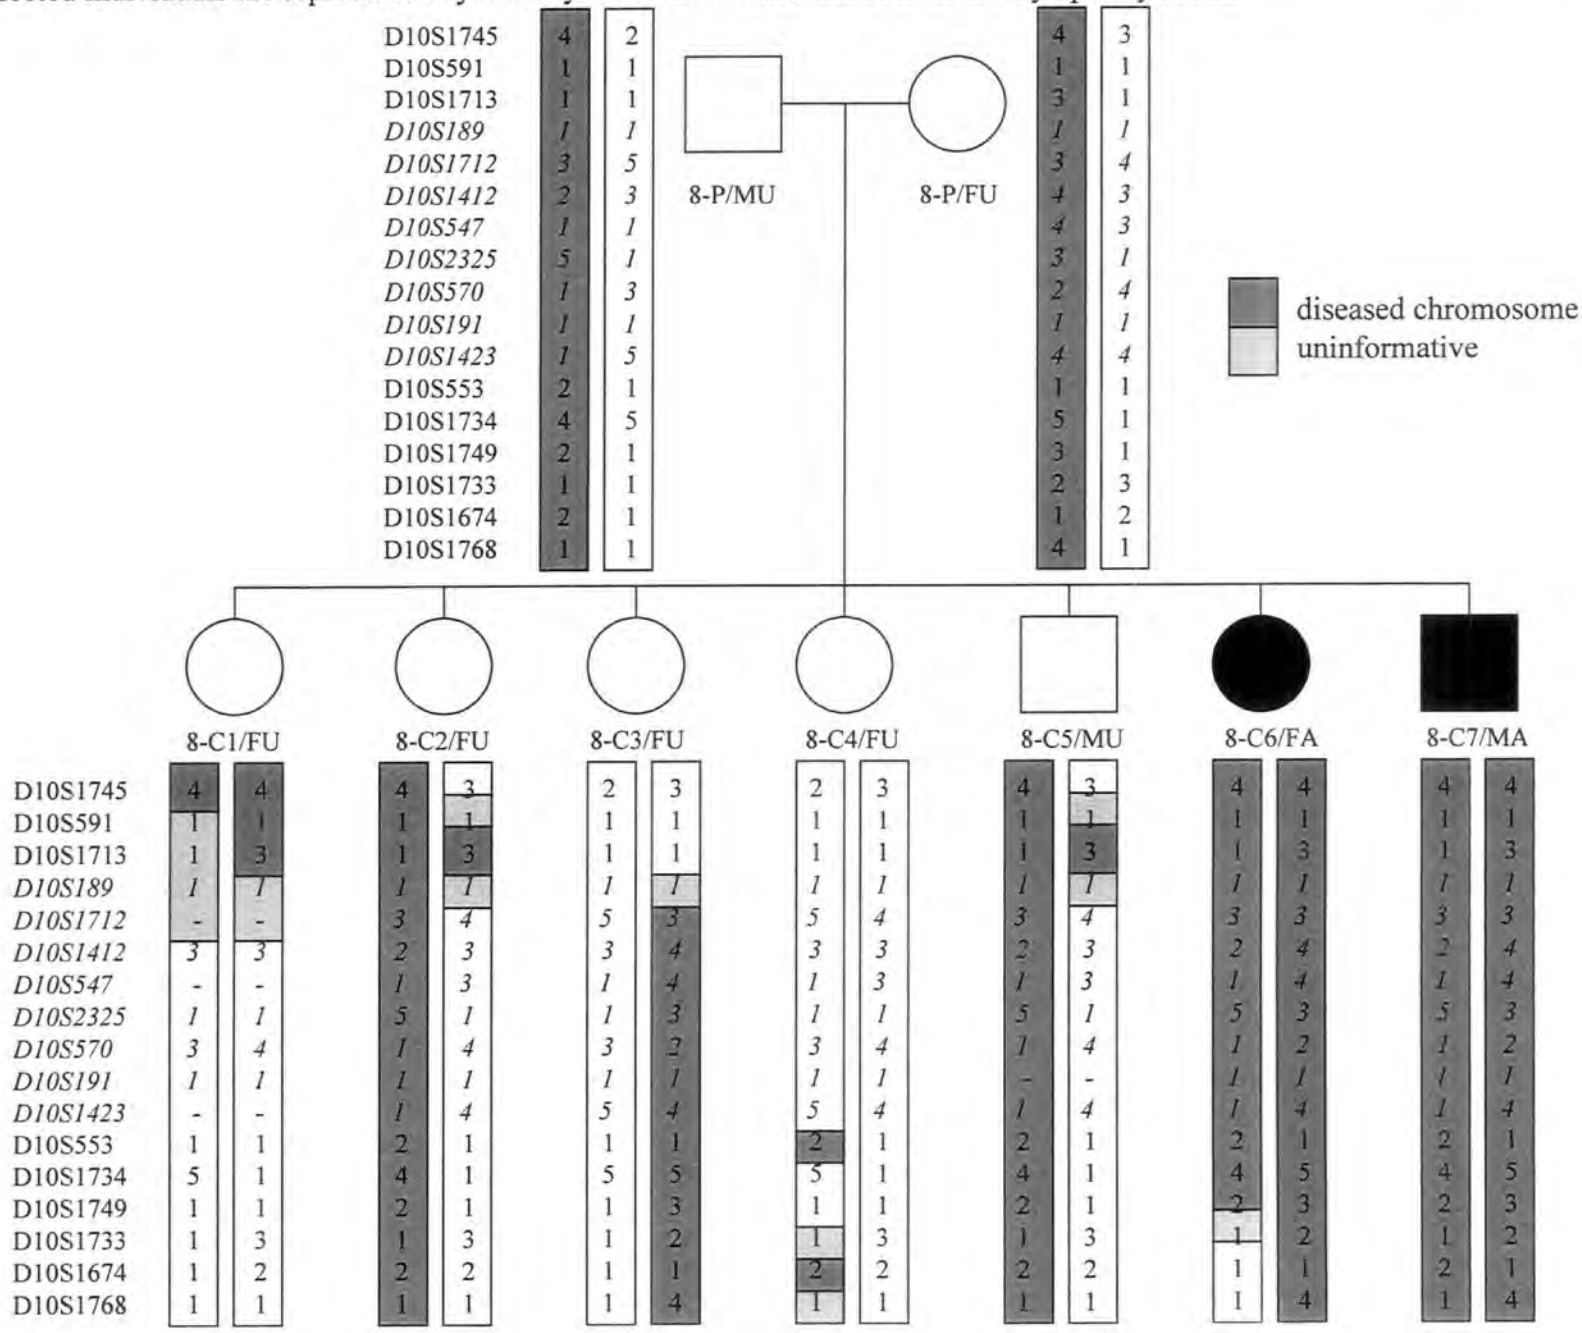 D10S1745 4 2 4 3
D10S591 1 1 1 1
D10S1713 1 1 3 1
D10S189 1 1 1 1
D10S1712 3 5 3 4
D10S1412 2 3 8-P/MU 8-P/FU 4 3
D10S547 1 1 4 3
D10S2325 5 1 3 1
D10S570 1 3 2 4
D10S191 1 1 1 1
D10S1423 1 5 4 4
D10S553 2 1 1 1
D10S1734 4 5 5 1
D10S1749 2 1 3 1
D10S1733 1 1 2 3
D10S1674 2 1 1 2
D10S1768 1 1 4 1
diseased chromosome
uninformative
8-C1/FU 8-C2/FU 8-C3/FU 8-C4/FU 8-C5/MU 8-C6/FA 8-C7/MA
D10S1745 4 4 4 3 2 3 2 3 4 3 4 4 4 4
D10S591 1 1 1 1 1 1 1 1 1 1 1 1 1 1
D10S1713 1 3 1 3 1 1 1 1 1 3 1 3 1 3
D10S189 1 1 1 1 1 1 1 1 1 1 1 1 1 1
D10S1712 - - 3 4 5 3 5 4 3 4 3 3 3 3
D10S1412 3 3 2 3 3 4 3 3 2 3 2 4 2 4
D10S547 - - 1 3 1 4 1 3 1 3 1 4 1 4
D10S2325 1 1 5 1 1 3 1 1 5 1 5 3 5 3
D10S570 3 4 1 4 3 2 3 4 1 4 1 2 1 2
D10S191 1 1 1 1 1 1 1 1 - - 1 1 1 1
D10S1423 - - 1 4 5 4 5 4 1 4 1 4 1 4
D10S553 1 1 2 1 1 1 2 1 2 1 2 1 2 1
D10S1734 5 1 4 1 5 5 5 1 4 1 4 5 4 5
D10S1749 1 1 2 1 1 3 1 1 2 1 2 3 2 3
D10S1733 1 3 1 3 1 2 1 3 1 3 1 2 1 2
D10S1674 1 2 2 2 1 1 2 2 2 2 1 1 2 1
D10S1768 1 1 1 1 1 4 1 1 1 1 1 4 1 4